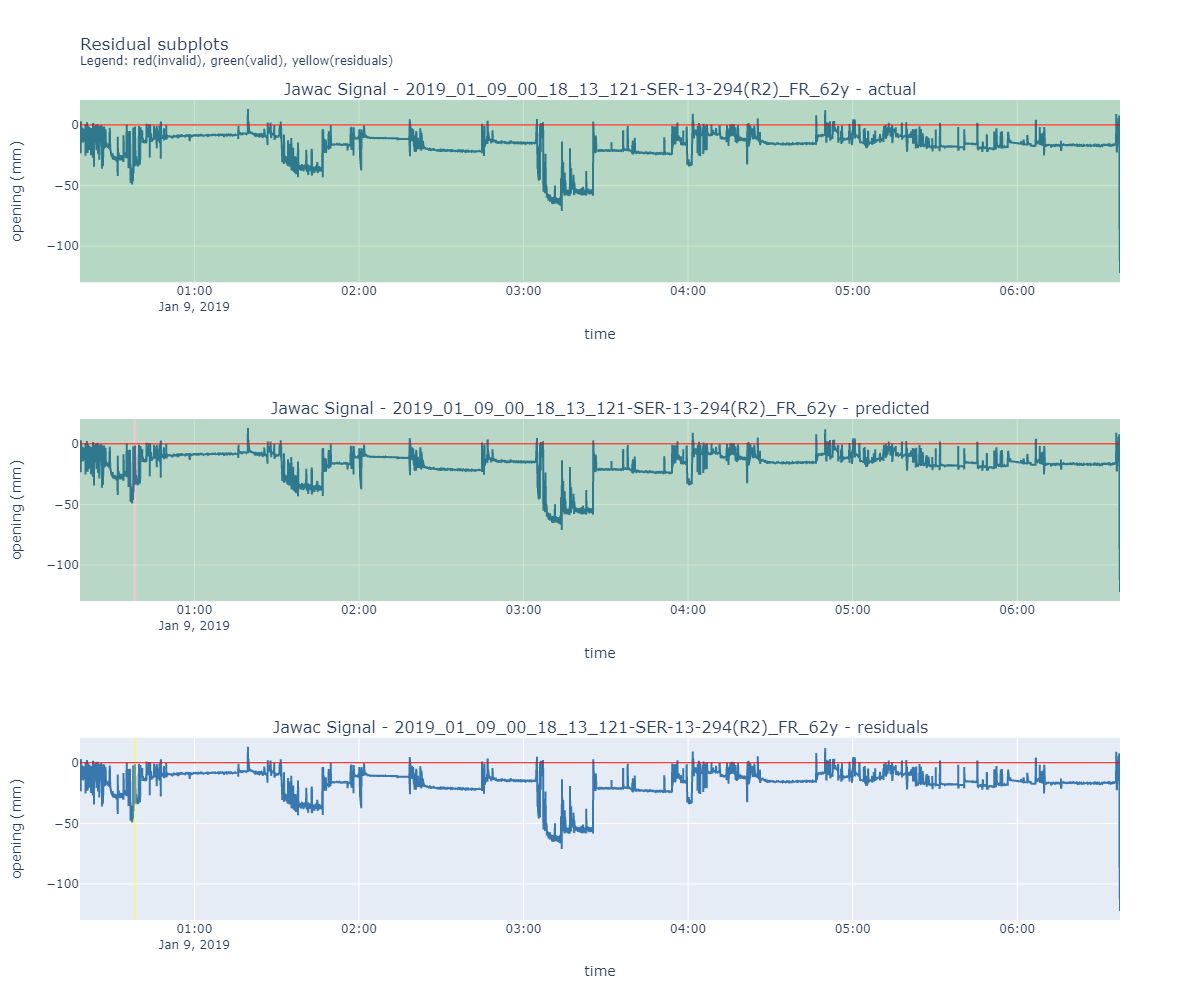 Residual subplots
Legend: red(invalid), green(valid), yellow(residuals)
Jawac Signal - 2019_01_09_00_18_13_121-SER-13-294(R2)_FR_62y - actual
opening (mm)
0
−50
−100
01:00 02:00 03:00 04:00 05:00 06:00
Jan 9, 2019
time
Jawac Signal - 2019_01_09_00_18_13_121-SER-13-294(R2)_FR_62y - predicted
opening (mm)
0
−50
−100
01:00 02:00 03:00 04:00 05:00 06:00
Jan 9, 2019
time
Jawac Signal - 2019_01_09_00_18_13_121-SER-13-294(R2)_FR_62y - residuals
opening (mm)
0
−50
−100
01:00 02:00 03:00 04:00 05:00 06:00
Jan 9, 2019
time